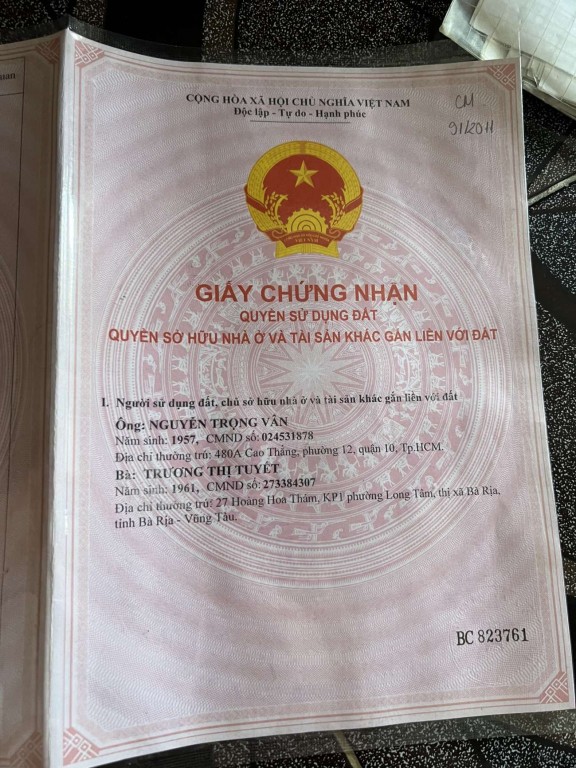 uan
CỘNG HÒA XÃ HỘI CHỦ NGHĨA VIỆT NAM
Độc lập - Tự do - Hạnh phúc
CM
91/2011
VIỆT NAM
GIẤY CHỨNG NHẬN
QUYỀN SỬ DỤNG ĐẤT
QUYỀN SỞ HỮU NHÀ Ở VÀ TÀI SẢN KHÁC GẮN LIỀN VỚI ĐẤT
I. Người sử dụng đất, chủ sở hữu nhà ở và tài sản khác gắn liền với đất
Ông: NGUYỄN TRỌNG VÂN
Năm sinh: 1957, CMND số: 024531878
Địa chỉ thường trú: 480A Cao Thắng, phường 12, quận 10, Tp.HCM.
Bà: TRƯƠNG THỊ TUYẾT
Năm sinh: 1961, CMND số: 273384307
Địa chỉ thường trú: 27 Hoàng Hoa Thám, KP1 phường Long Tâm, thị xã Bà Rịa,
tỉnh Bà Rịa - Vũng Tàu.
BC 823761